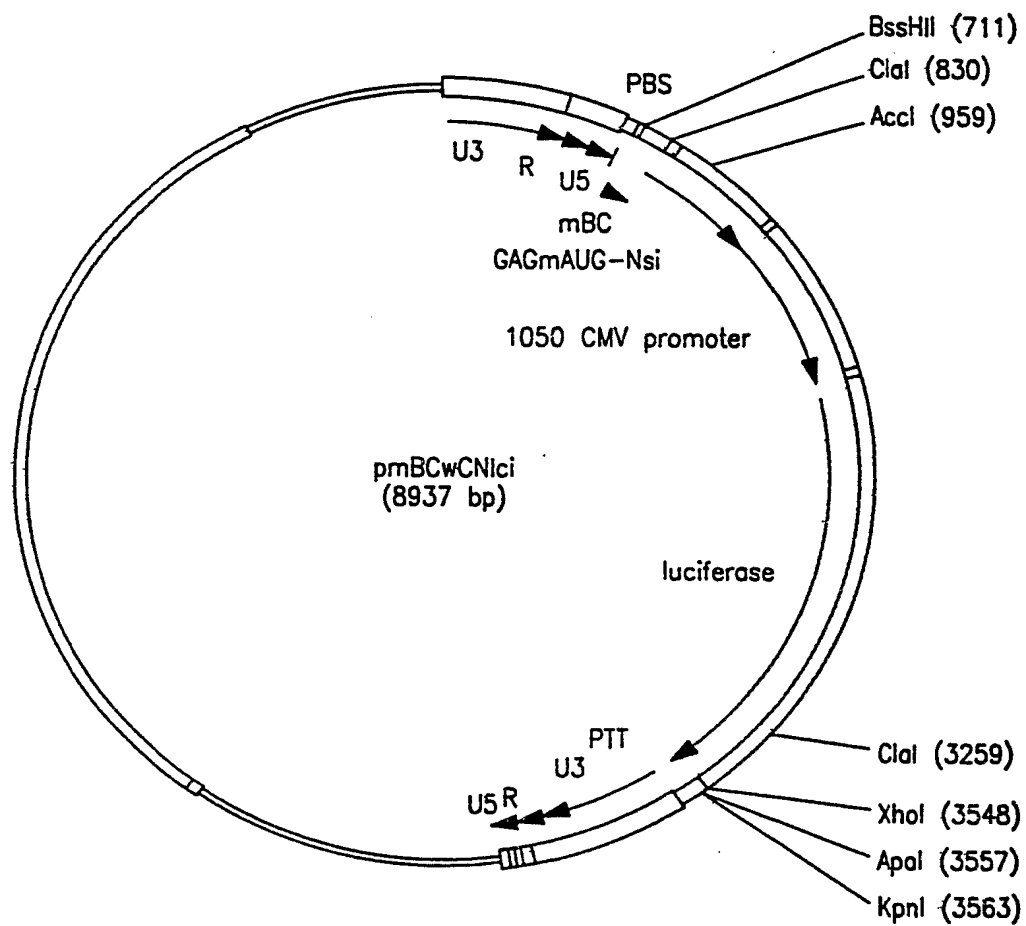 BssHII (711)
PBS
ClaI (830)
AccI (959)
U3
R
U5
mBC
GAGmAUG-Nsi
1050 CMV promoter
pmBCwCNlci
(8937 bp)
luciferase
PTT
U3
U5 R
ClaI (3259)
XhoI (3548)
ApaI (3557)
KpnI (3563)